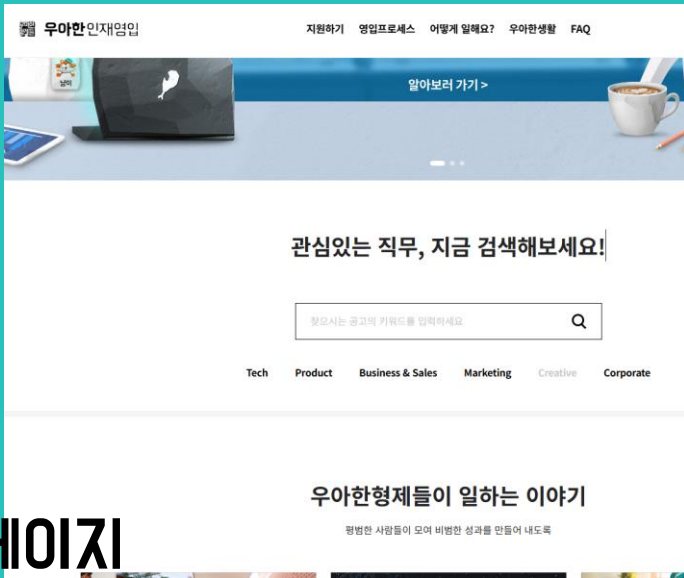 우아한인재영입
지원하기 영입프로세스 어떻게 일해요? 우아한생활 FAQ
알아보러 가기 >
관심있는 직무, 지금 검색해보세요!
찾으시는 공고의 키워드를 입력하세요
Tech Product Business & Sales Marketing Creative Corporate
우아한형제들이 일하는 이야기
평범한 사람들이 모여 비범한 성과를 만들어 내도록
이지